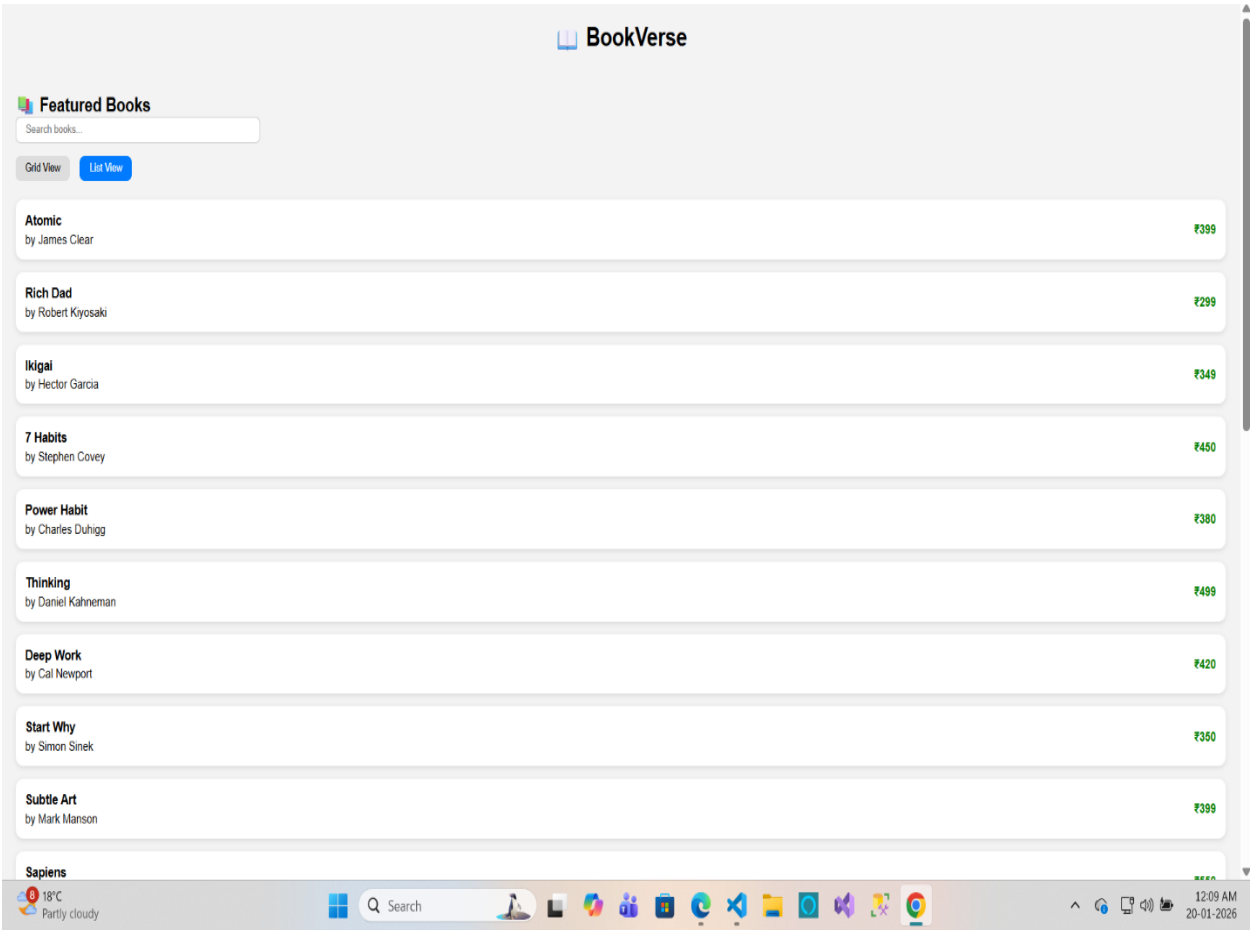 BookVerse
Featured Books
Search books...
Grid View List View
Atomic
by James Clear
₹399
Rich Dad
by Robert Kiyosaki
₹299
Ikigai
by Hector Garcia
₹349
7 Habits
by Stephen Covey
₹450
Power Habit
by Charles Duhigg
₹380
Thinking
by Daniel Kahneman
₹499
Deep Work
by Cal Newport
₹420
Start Why
by Simon Sinek
₹350
Subtle Art
by Mark Manson
₹399
Sapiens
8
18°C
Partly cloudy
Search
12:09 AM
20-01-2026